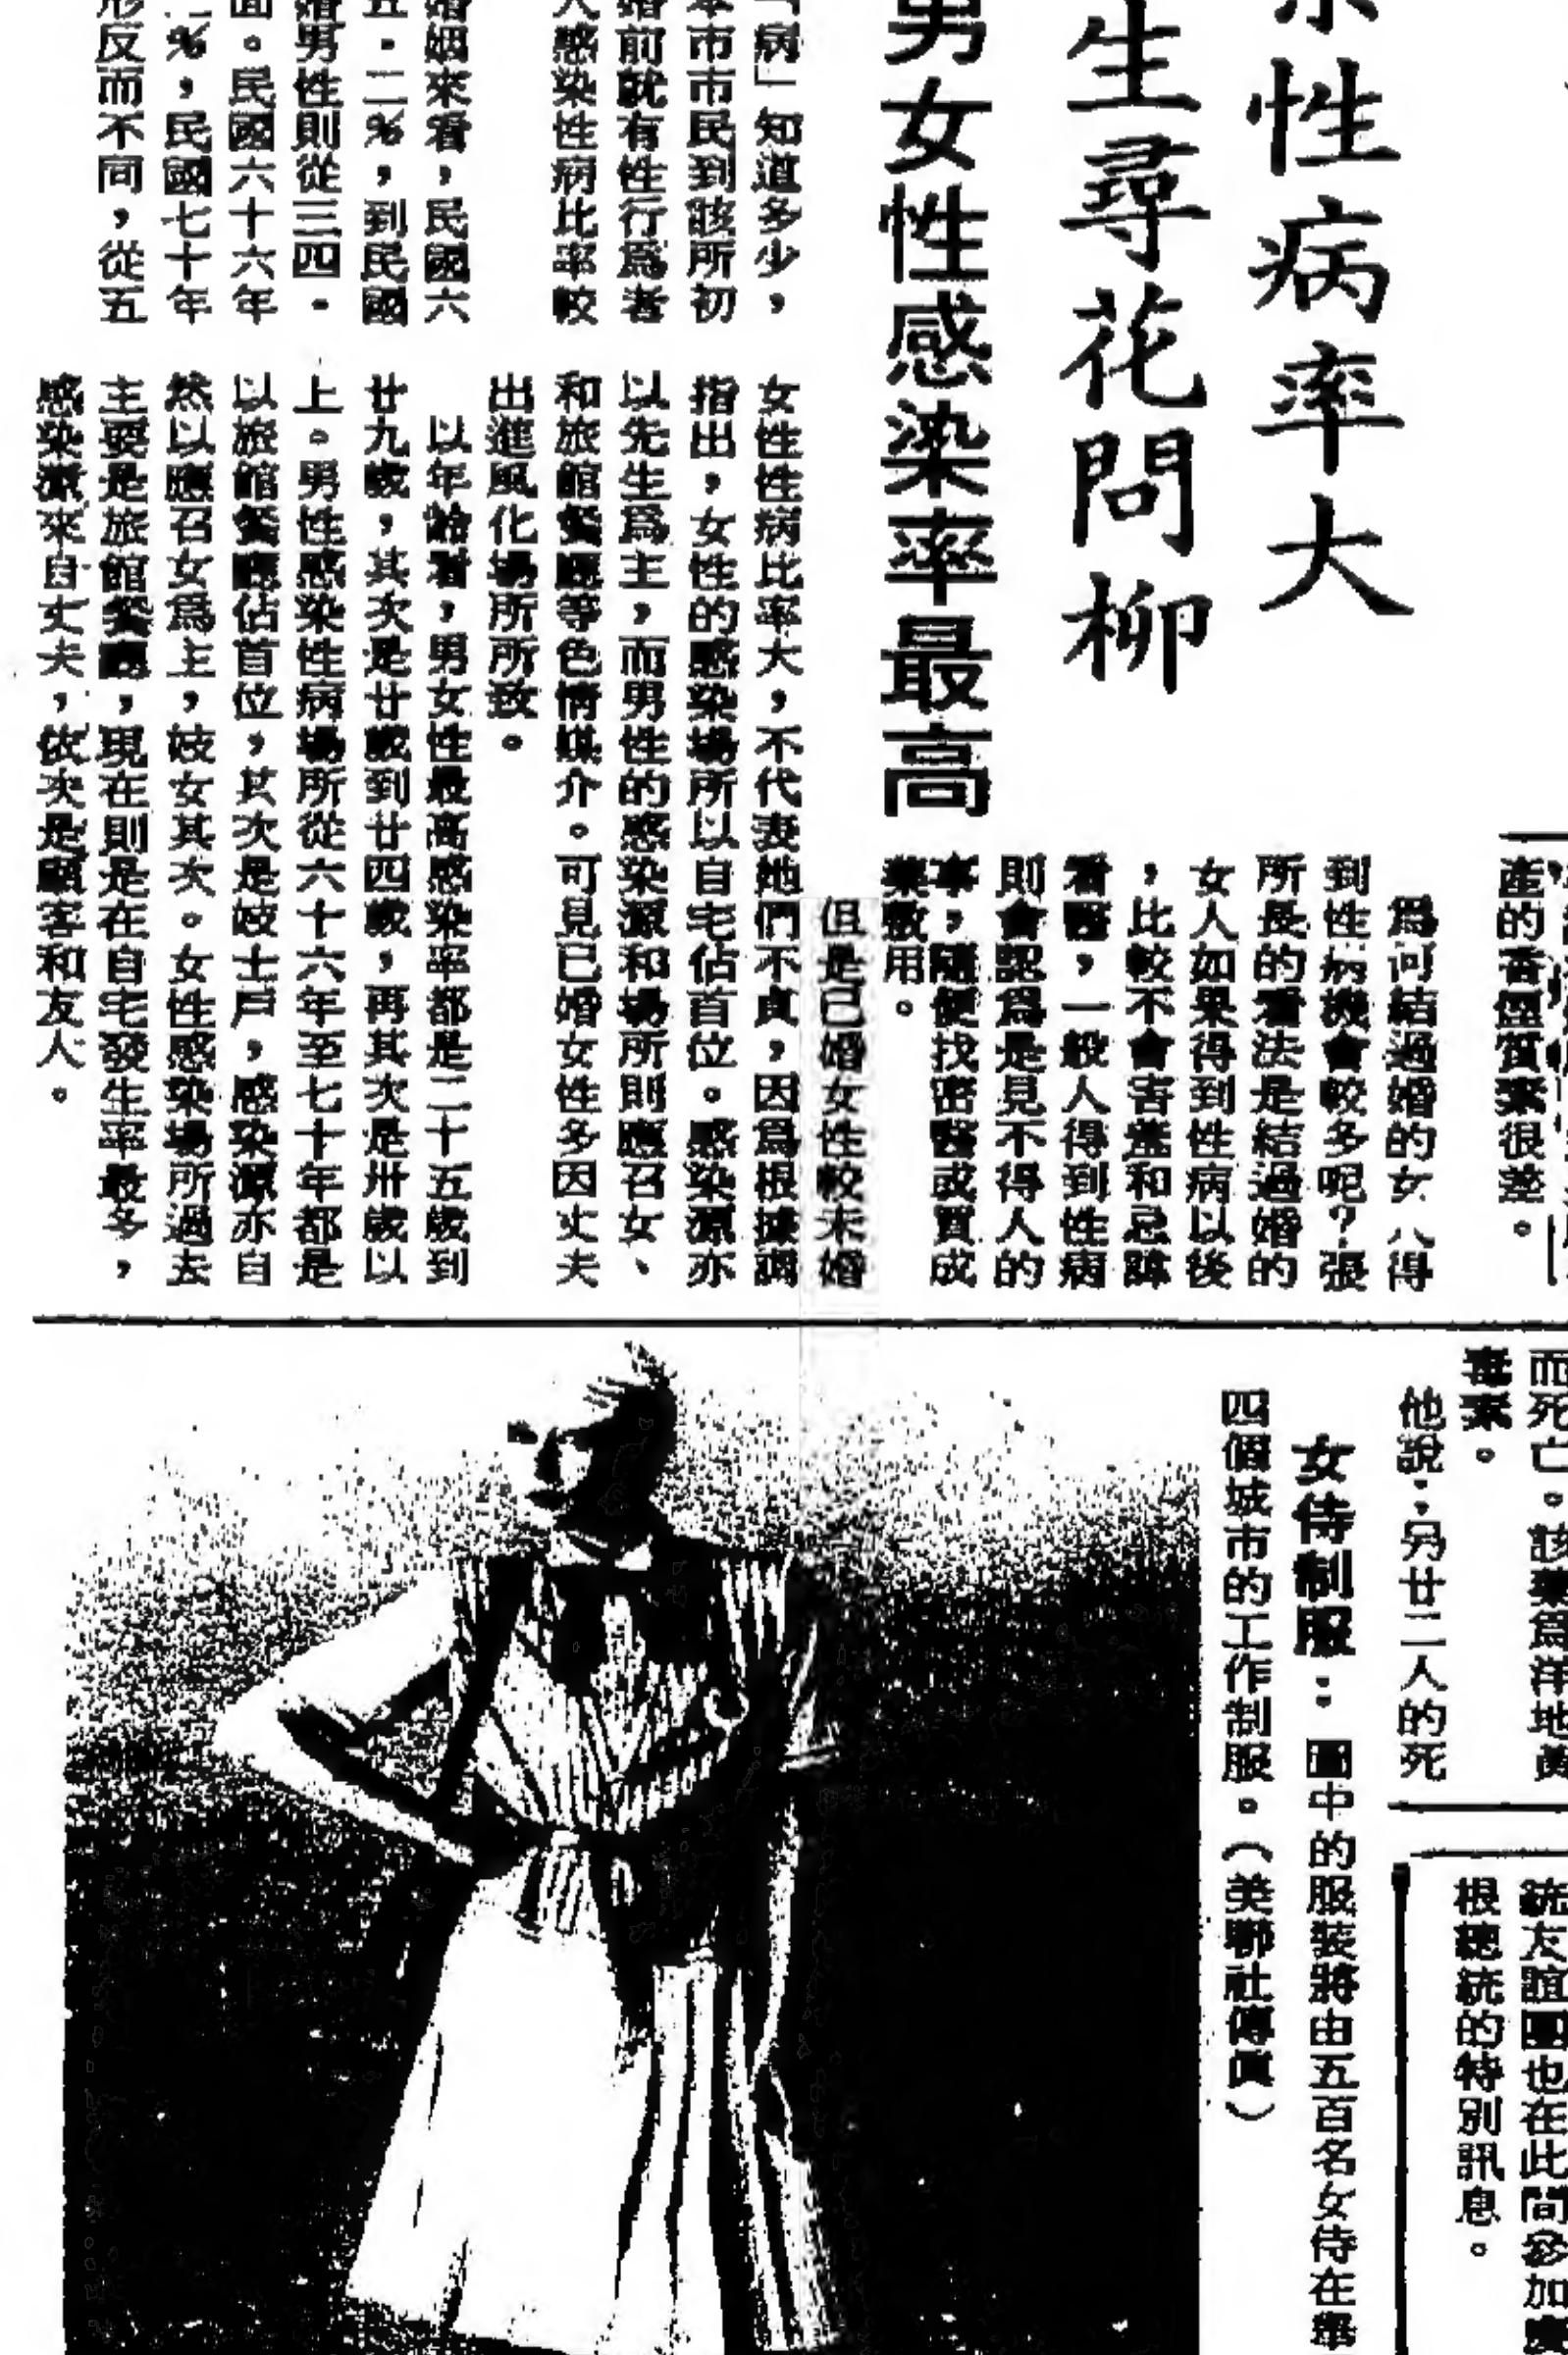 性病率大
生尋花問柳
男女性感染率最高
產的
質素很差。
為何結過婚的女人得
到性病機會較多呢?張
所長的看法是結過婚的
女人如果得到性病以後
,比較不會害羞和忌諱
看醫,一般人得到性病
則會認為是見不得人的
事,隨便找密醫或買成
藥敷用。
但是已婚女性較未婚
「病」知道多少,
本市市民到該所初
婚前就有性行為者
人感染性病比率較
婚姻來看,民國六
五.二%,到民國
婚男性則從三四.
面。民國六十六年
%,民國七十年
形反而不同,從五
女性性病比率大,不代表她們不貞,因為根據調
指出,女性的感染場所以自宅佔首位。感染源亦
以先生為主,而男性的感染源和場所則應召女、
和旅館餐廳等色情媒介。可見已婚女性多因丈夫
出進風化場所所致。
以年齡看,男女性最高感染率都是二十五歲到
廿九歲,其次是廿歲到廿四歲,再其次是卅歲以
上。男性感染性病場所從六十六年至七十年都是
以旅館餐廳佔首位,其次是妓士戶,感染源亦自
然以應召女為主,妓女其次。女性感染場所過去
主要是旅館餐廳,現在則是在自宅發生率最多,
感染源來自丈夫,依次是顧客和友人。
而死亡。該藥為洋地黃
毒素。
他說:另廿二人的死
女侍制服:圖中的服裝將由五百名女侍在
四個城市的工作制服。(美聯社傳真)
統友誼團也在此間參加慶
根總統的特別訊息。